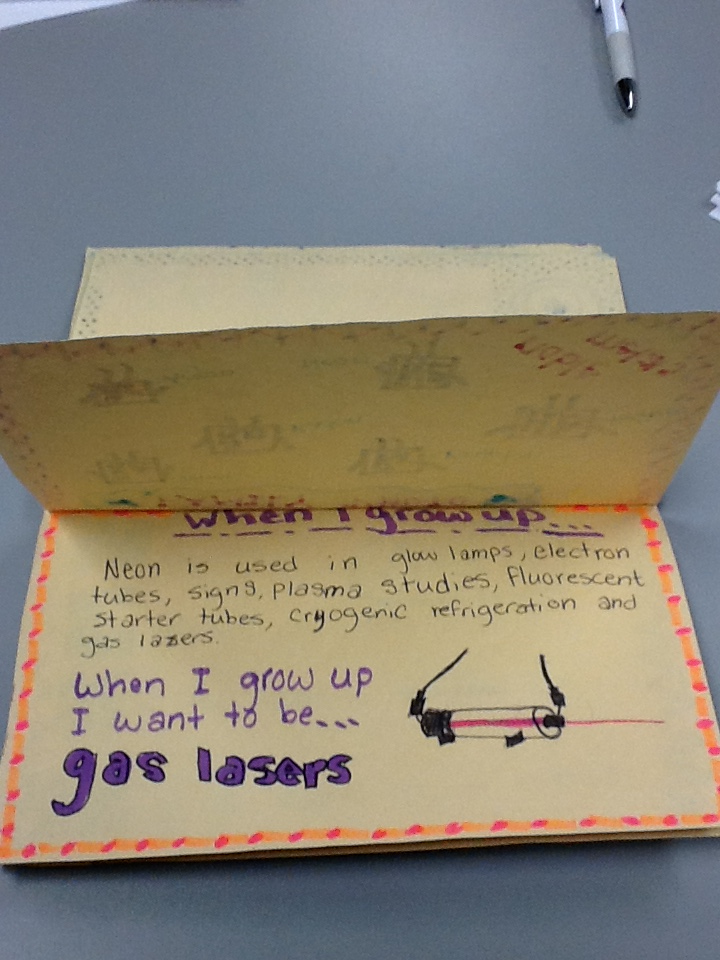 When I grow up...
Neon is used in glow lamps, electron
tubes, signs, plasma studies, fluorescent
starter tubes, cryogenic refrigeration and
gas lazers.
When I grow up
I want to be...
gas lasers